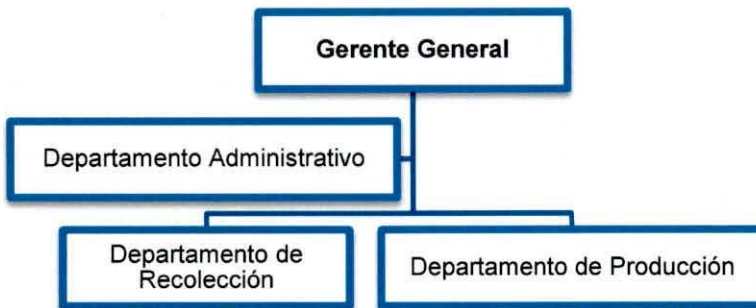 Gerente General
Departamento Administrativo
Departamento de
Recolección
Departamento de Producción